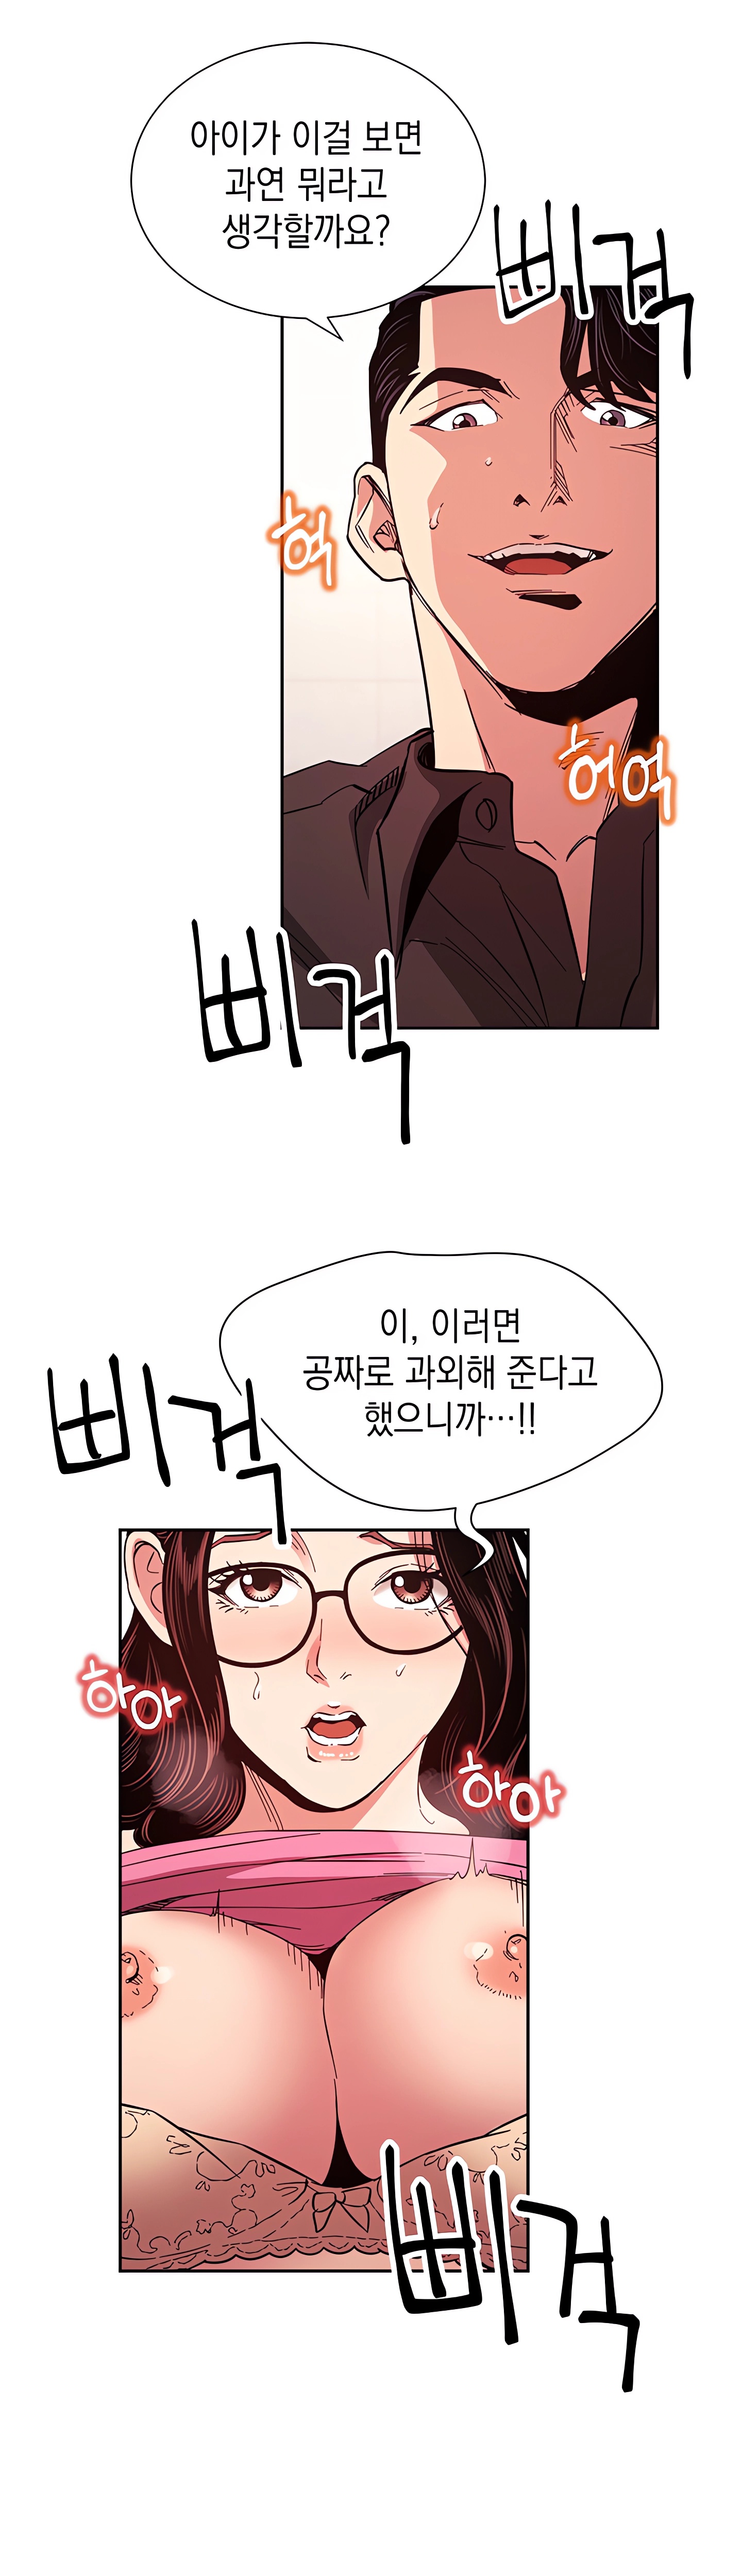 아이가 이걸 보면
과연 뭐라고
생각할까요?
삐걱
헉
허억
삐걱
이, 이러면
공짜로 과외해 준다고
했으니까…!!
삐걱
하아
하아
삐걱